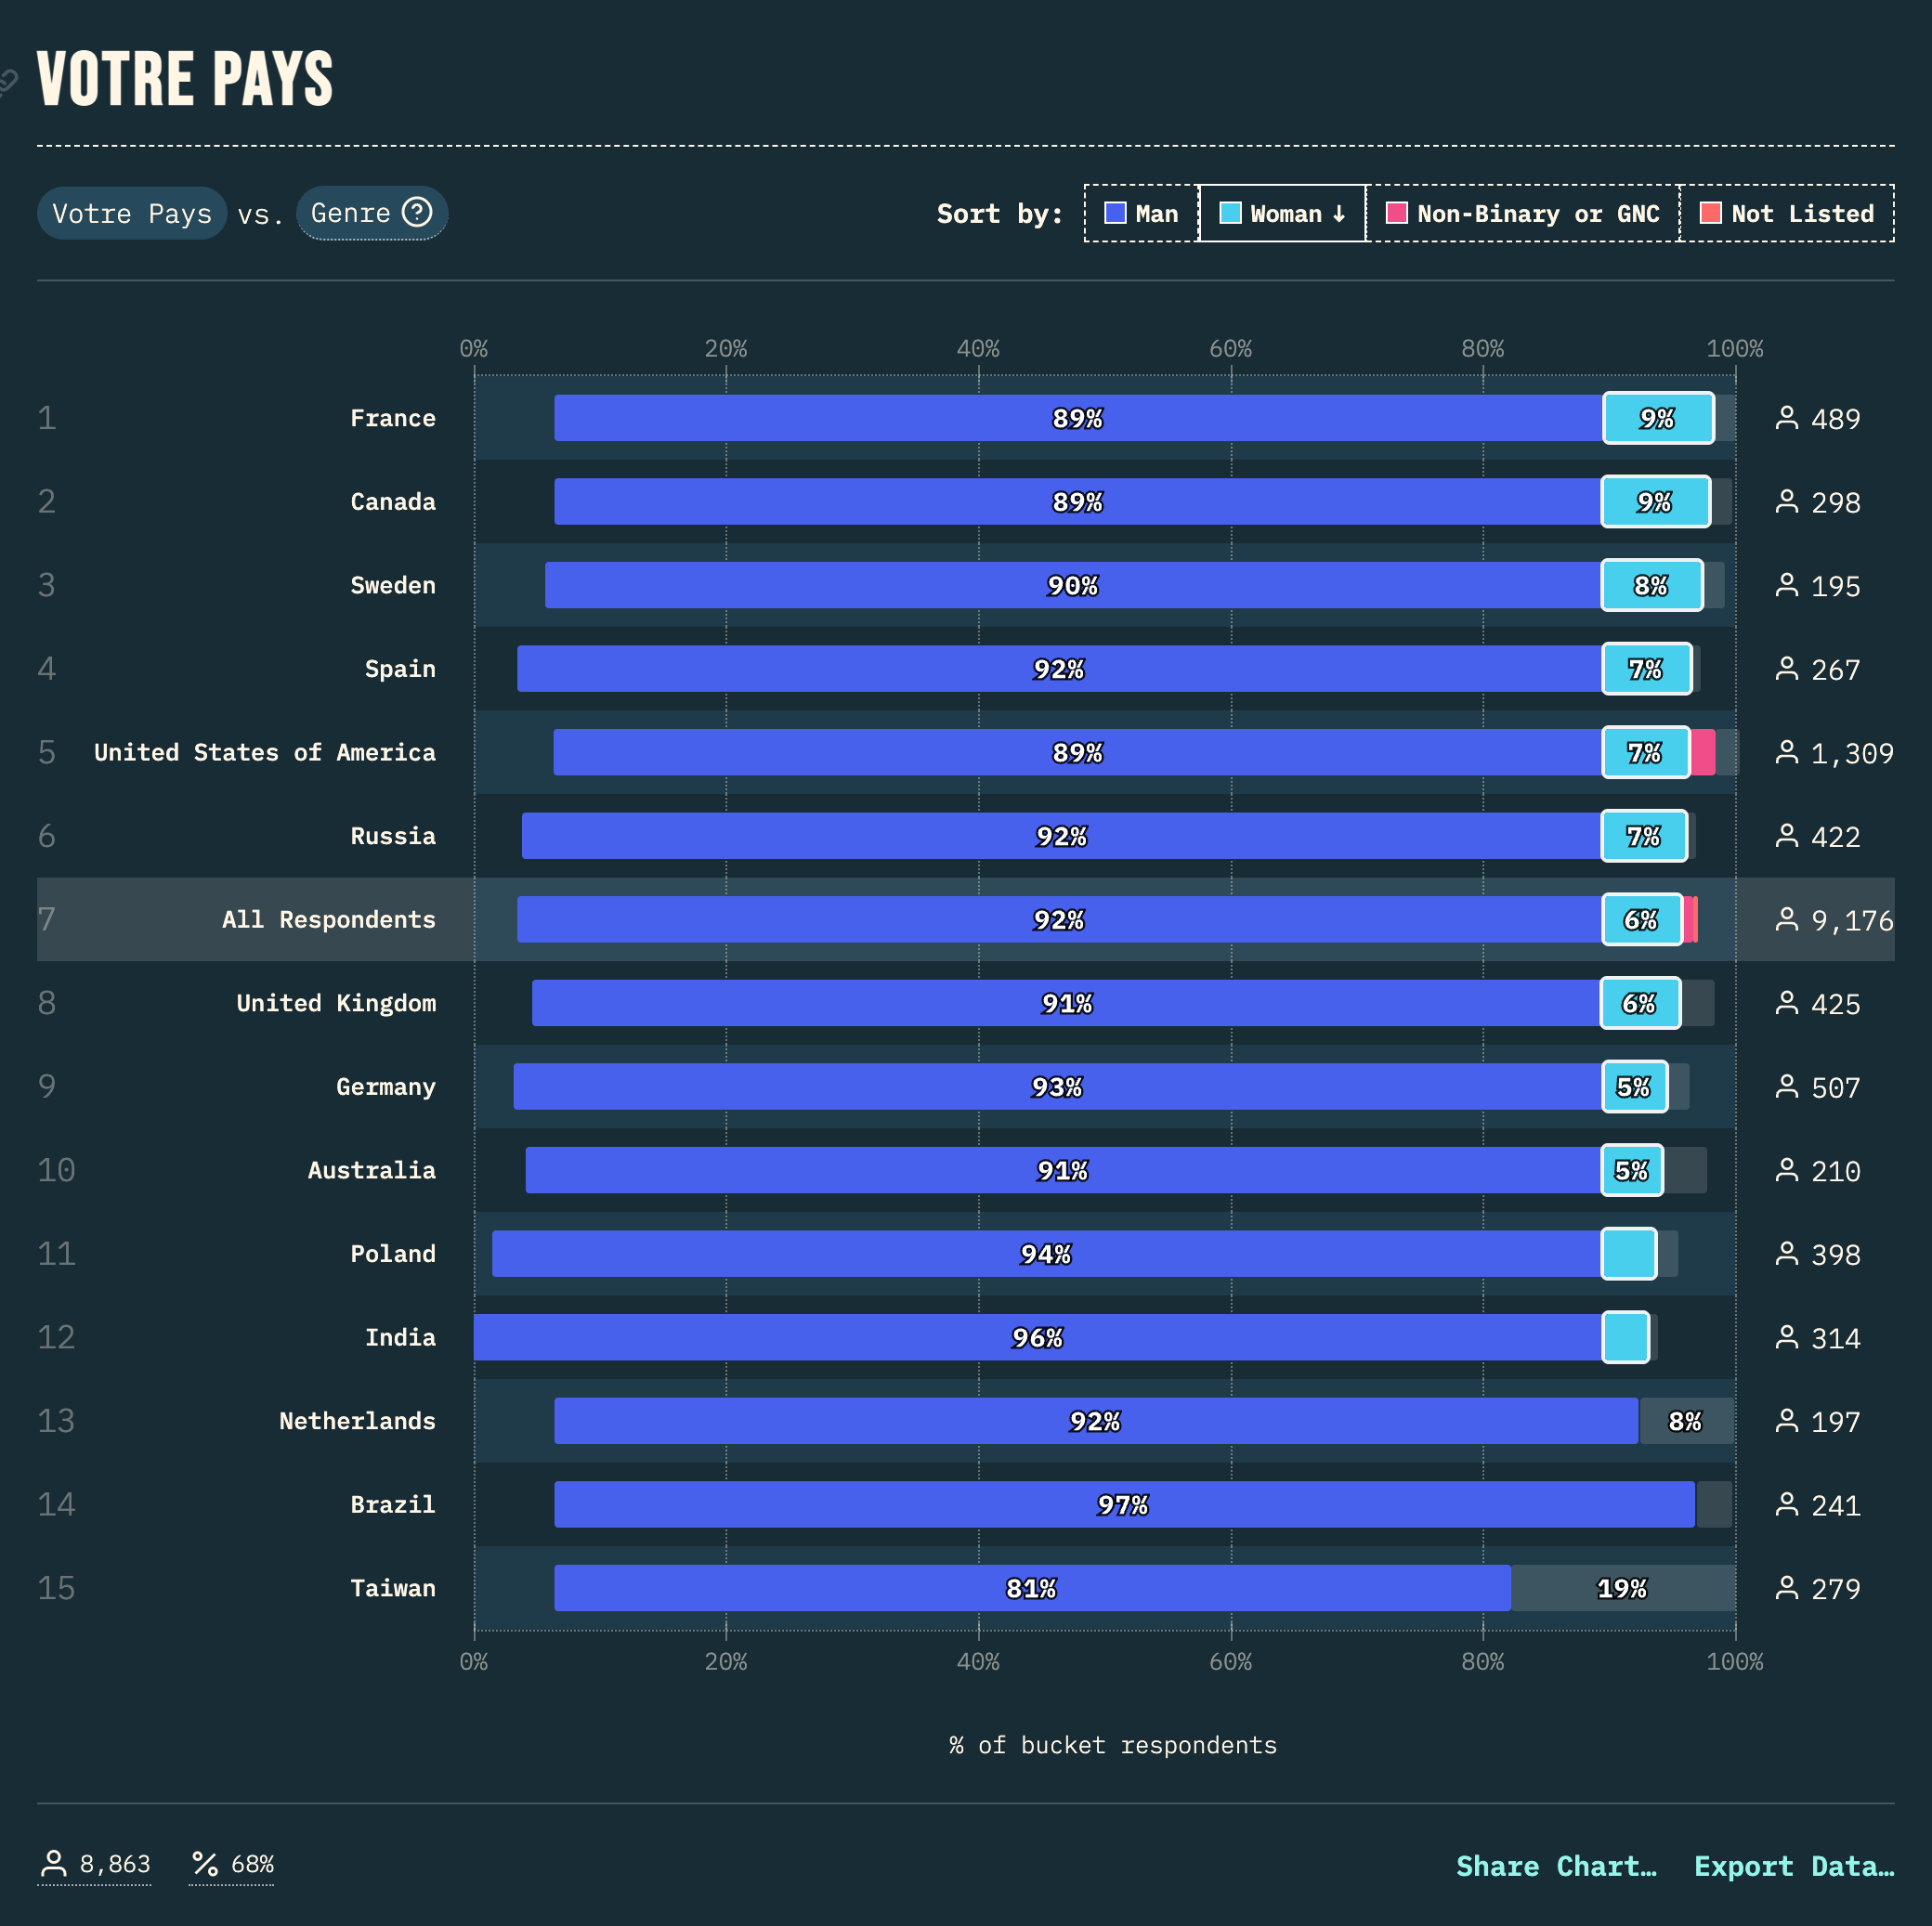 VOTRE PAYS
Votre Pays vs. Genre ? Sort by: Man Woman ↓ Non-Binary or GNC Not Listed
0% 20% 40% 60% 80% 100%
1 France 89% 9% 489
2 Canada 89% 9% 298
3 Sweden 90% 8% 195
4 Spain 92% 7% 267
5 United States of America 89% 7% 1,309
6 Russia 92% 7% 422
7 All Respondents 92% 6% 9,176
8 United Kingdom 91% 6% 425
9 Germany 93% 5% 507
10 Australia 91% 5% 210
11 Poland 94% 398
12 India 96% 314
13 Netherlands 92% 8% 197
14 Brazil 97% 241
15 Taiwan 81% 19% 279
0% 20% 40% 60% 80% 100%
% of bucket respondents
8,863 % 68% Share Chart… Export Data…